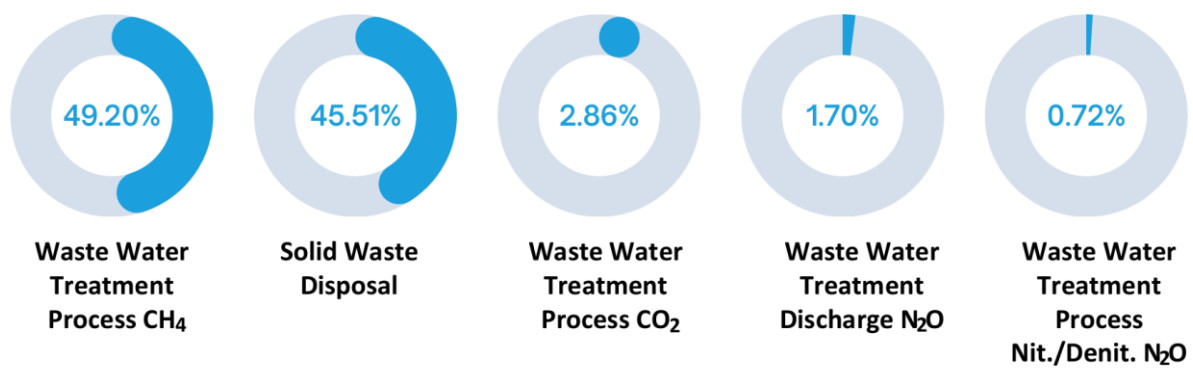 49.20%
45.51%
2.86%
1.70%
0.72%
Waste Water
Treatment
Process CH₄
Solid Waste
Disposal
Waste Water
Treatment
Process CO₂
Waste Water
Treatment
Discharge N₂O
Waste Water
Treatment
Process
Nit./Denit. N₂O